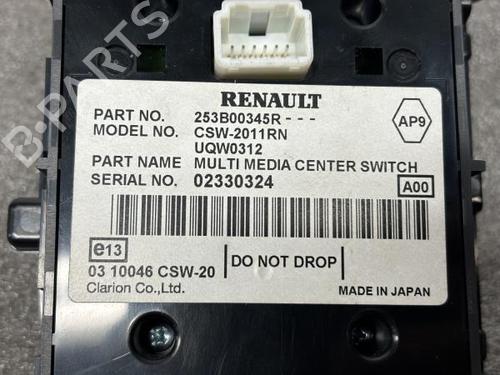 B-PARTS
RENAULT
AP9
PART NO. 253B00345R - - -
MODEL NO. CSW-2011RN
UQW0312
PART NAME MULTI MEDIA CENTER SWITCH
SERIAL NO. 02330324
A00
e13
03 10046 CSW-20
DO NOT DROP
Clarion Co.,Ltd.
MADE IN JAPAN